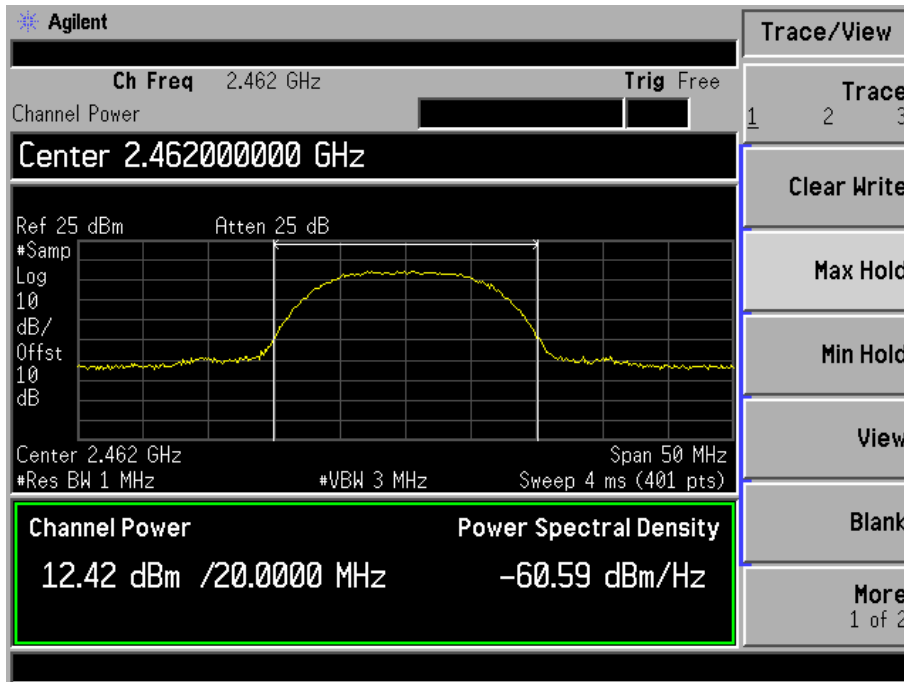 Agilent
Trace/View
Ch Freq 2.462 GHz Trig Free
Channel Power
Trace
1 2 3
Center 2.462000000 GHz
Clear Write
Ref 25 dBm Atten 25 dB
#Samp
Log
10
dB/
Offst
10
dB
Max Hold
Min Hold
Center 2.462 GHz Span 50 MHz
#Res BW 1 MHz #VBW 3 MHz Sweep 4 ms (401 pts)
View
Channel Power Power Spectral Density
12.42 dBm /20.0000 MHz -60.59 dBm/Hz
Blank
More
1 of 2